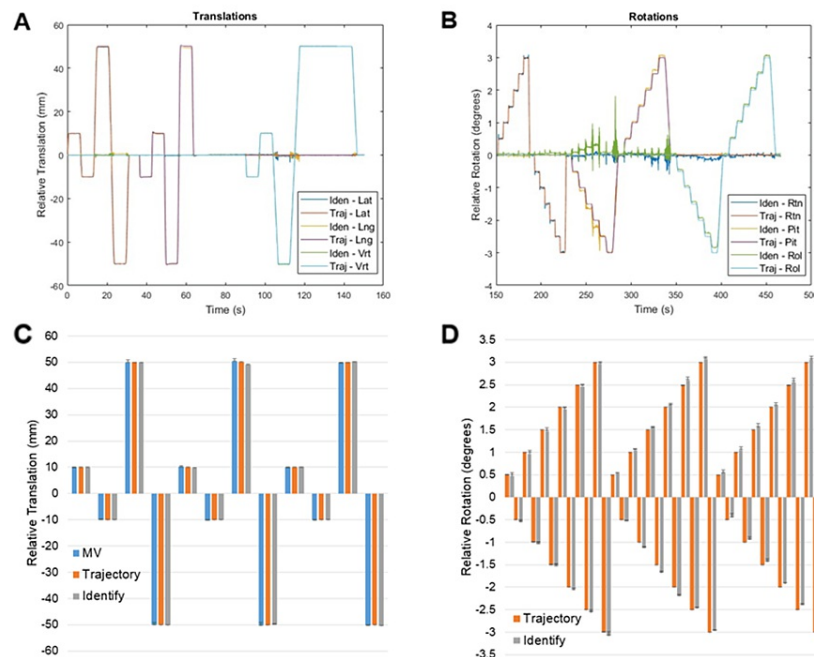 A
Translations
Relative Translation (mm)
60
40
20
0
-20
-40
-60
0 20 40 60 80 100 120 140 160
Time (s)
Iden - Lat
Traj - Lat
Iden - Lng
Traj - Lng
Iden - Vrt
Traj - Vrt
B
Rotations
Relative Rotation (degrees)
4
3
2
1
0
-1
-2
-3
-4
150 200 250 300 350 400 450 500
Time (s)
Iden - Rtn
Traj - Rtn
Iden - Pit
Traj - Pit
Iden - Rol
Traj - Rol
C
Relative Translation (mm)
60
50
40
30
20
10
0
-10
-20
-30
-40
-50
-60
MV
Trajectory
Identify
D
Relative Rotation (degrees)
3.5
3
2.5
2
1.5
1
0.5
0
-0.5
-1
-1.5
-2
-2.5
-3
-3.5
Trajectory
Identify